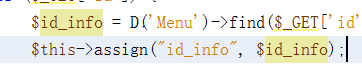 $id_info = D('Menu')->find($_GET['id'
$this->assign("id_info", $id_info);